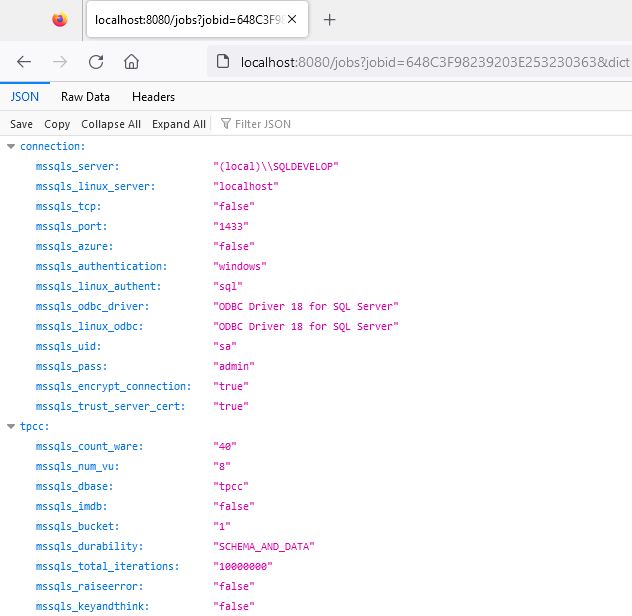 localhost:8080/jobs?jobid=648C3F98
localhost:8080/jobs?jobid=648C3F98239203E253230363&dict
JSON Raw Data Headers
Save Copy Collapse All Expand All Filter JSON
connection:
mssqls_server: "(local)\\SQLDEVELOP"
mssqls_linux_server: "localhost"
mssqls_tcp: "false"
mssqls_port: "1433"
mssqls_azure: "false"
mssqls_authentication: "windows"
mssqls_linux_authent: "sql"
mssqls_odbc_driver: "ODBC Driver 18 for SQL Server"
mssqls_linux_odbc: "ODBC Driver 18 for SQL Server"
mssqls_uid: "sa"
mssqls_pass: "admin"
mssqls_encrypt_connection: "true"
mssqls_trust_server_cert: "true"
tpcc:
mssqls_count_ware: "40"
mssqls_num_vu: "8"
mssqls_dbase: "tpcc"
mssqls_imdb: "false"
mssqls_bucket: "1"
mssqls_durability: "SCHEMA_AND_DATA"
mssqls_total_iterations: "10000000"
mssqls_raiseerror: "false"
mssqls_keyandthink: "false"